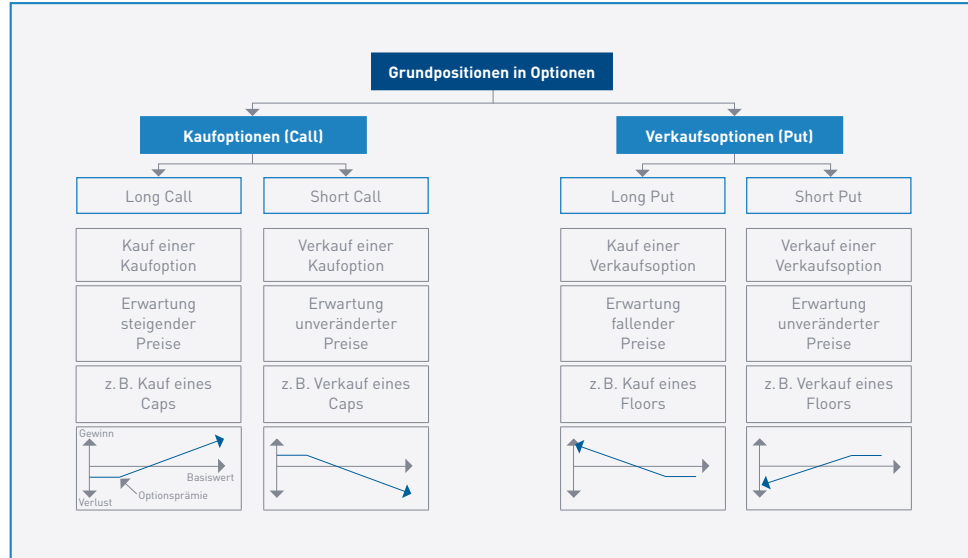 Grundpositionen in Optionen
Kaufoptionen (Call)
Verkaufsoptionen (Put)
Long Call
Short Call
Long Put
Short Put
Kauf einer
Kaufoption
Verkauf einer
Kaufoption
Kauf einer
Verkaufsoption
Verkauf einer
Verkaufsoption
Erwartung
steigender
Preise
Erwartung
unveränderter
Preise
Erwartung
fallender
Preise
Erwartung
unveränderter
Preise
z. B. Kauf eines
Caps
z. B. Verkauf eines
Caps
z. B. Kauf eines
Floors
z. B. Verkauf eines
Floors
Gewinn
Basiswert
Optionsprämie
Verlust